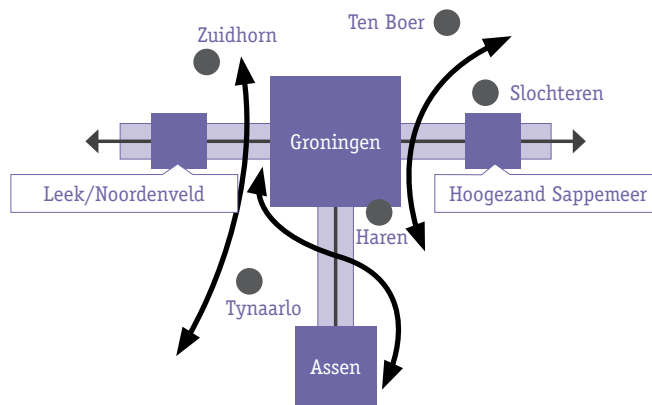 Ten Boer
Zuidhorn
Slochteren
Groningen
Leek/Noordenveld
Hoogezand Sappemeer
Haren
Tynaarlo
Assen